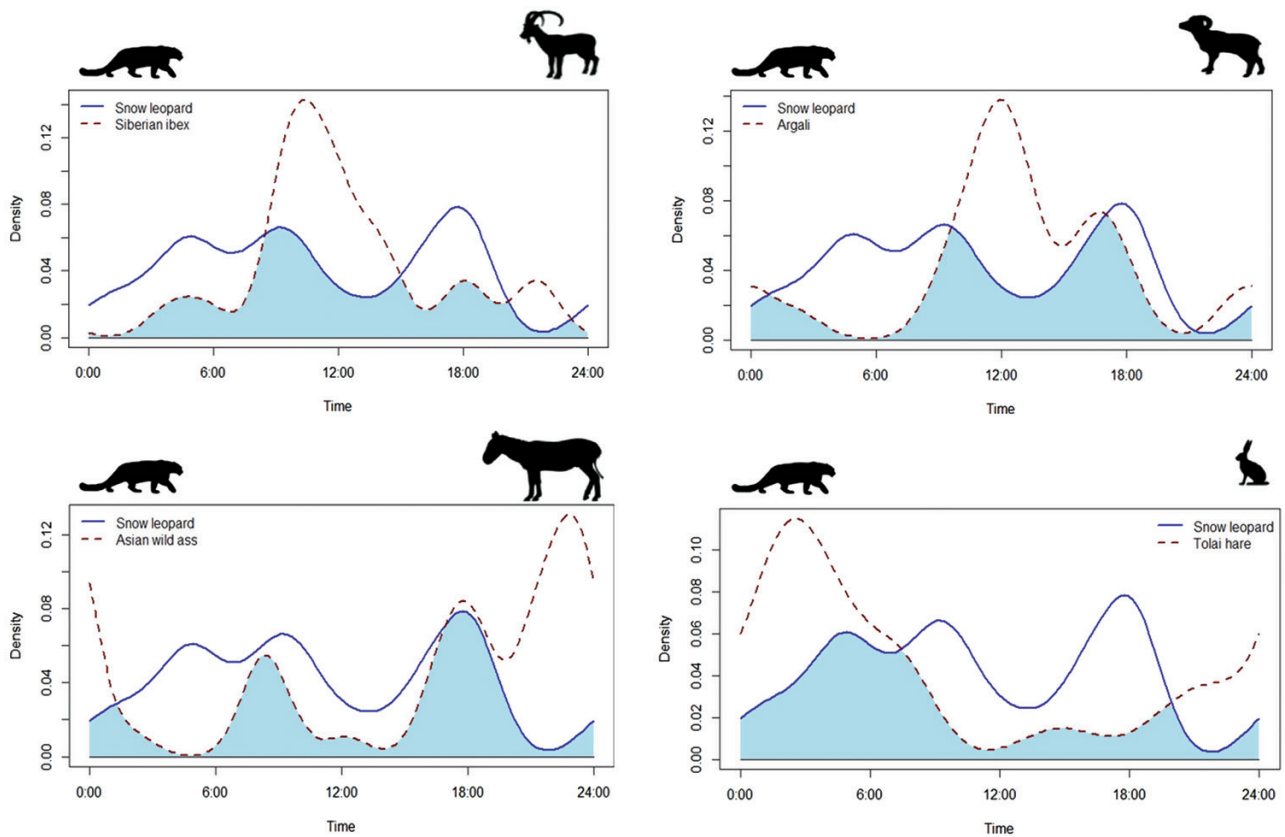 Snow leopard
Siberian ibex
Density
0.12
0.08
0.04
0.00
0:00 6:00 12:00 18:00 24:00
Time
Snow leopard
Argali
Density
0.12
0.08
0.04
0.00
0:00 6:00 12:00 18:00 24:00
Time
Snow leopard
Asian wild ass
Density
0.12
0.08
0.04
0.00
0:00 6:00 12:00 18:00 24:00
Time
Snow leopard
Tolai hare
Density
0.10
0.08
0.06
0.04
0.02
0.00
0:00 6:00 12:00 18:00 24:00
Time